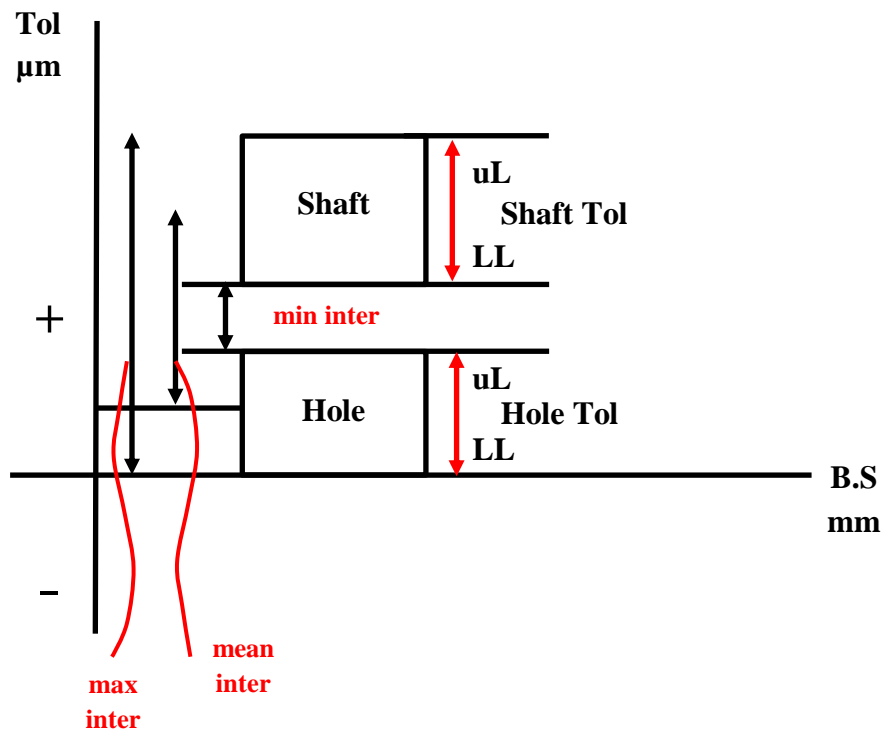 Tol
µm
uL
Shaft
Shaft Tol
LL
+
min inter
uL
Hole
Hole Tol
LL
B.S
mm
-
mean
inter
max
inter